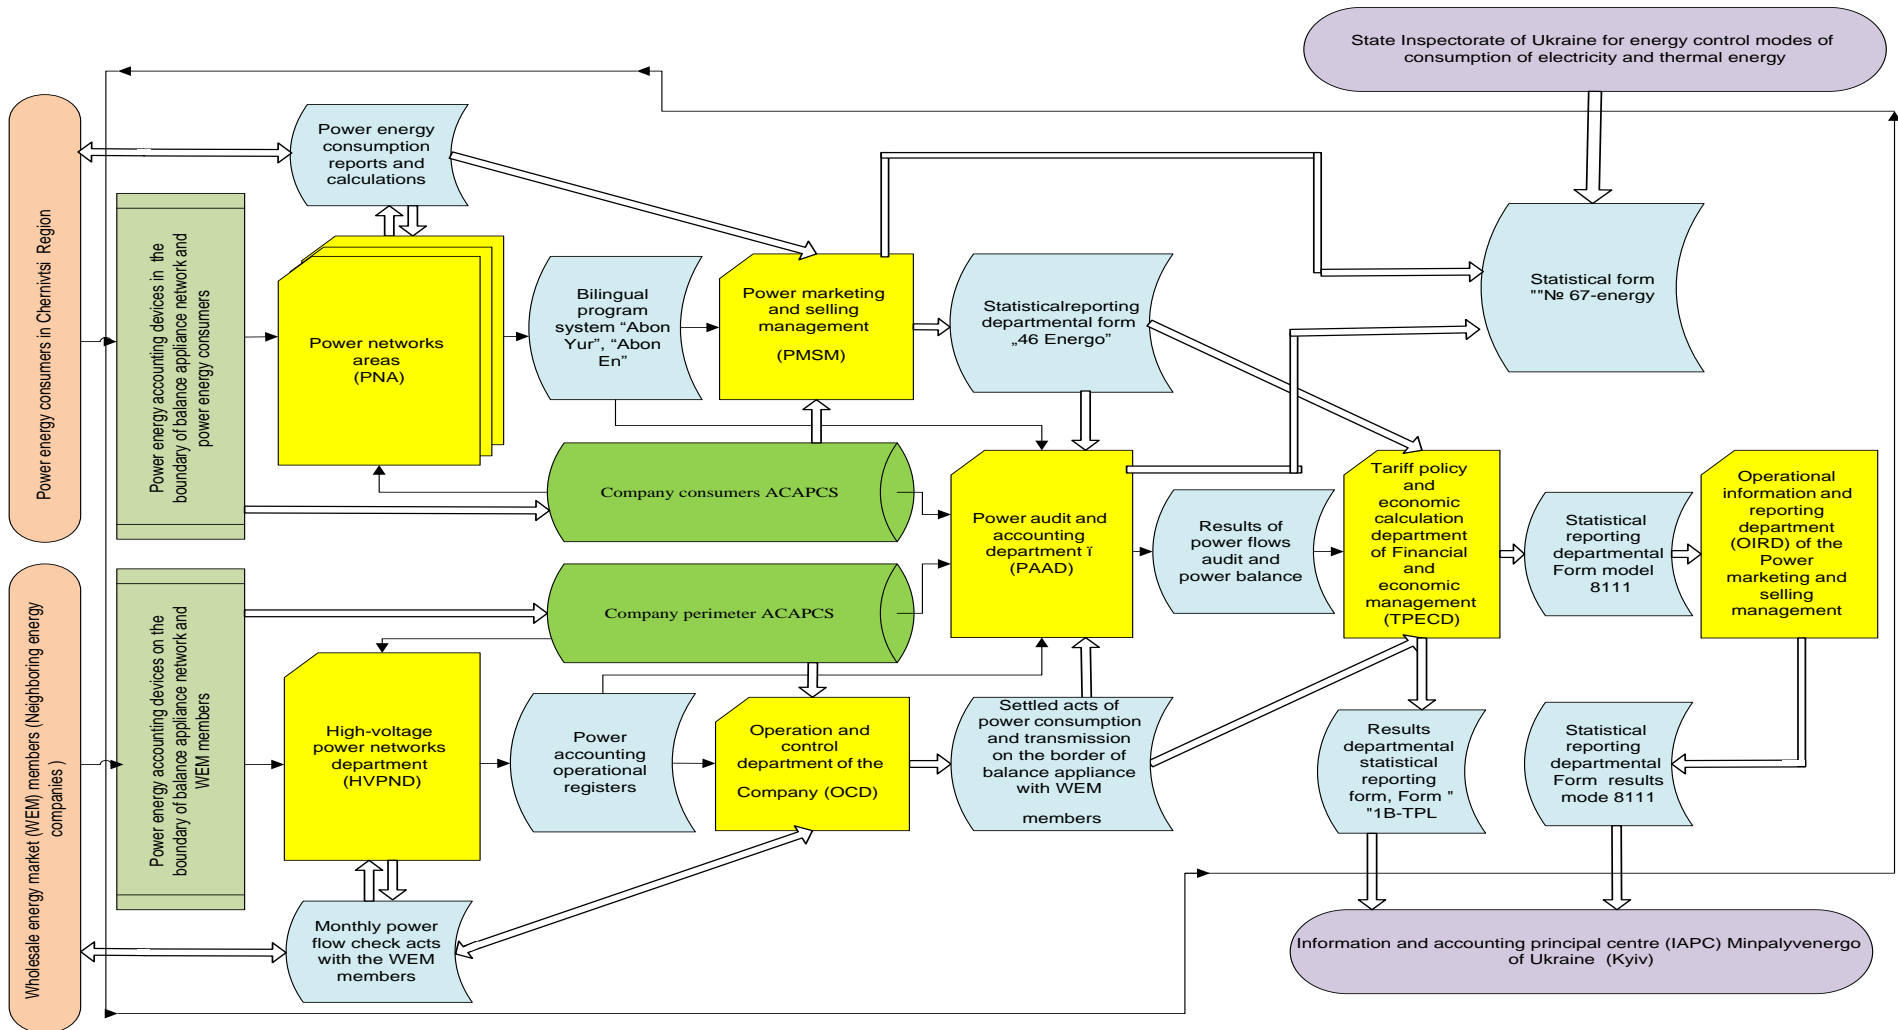 State Inspectorate of Ukraine for energy control modes of
consumption of electricity and thermal energy
Power energy consumers in Chernivtsi Region
Power energy accounting devices in the
boundary of balance appliance network and
power energy consumers
Power energy
consumption
reports and
calculations
Power networks
areas
(PNA)
Bilingual
program
system “Abon
Yur”, “Abon
En”
Power marketing
and selling
management
(PMSM)
Statisticalreporting
departmental form
„46 Energo”
Statistical form
""№ 67-energy
Company consumers ACAPCS
Power audit and
accounting
department ï
(PAAD)
Results of
power flows
audit and
power balance
Tariff policy
and
economic
calculation
department
of Financial
and
economic
management
(TPECD)
Statistical
reporting
departmental
Form model
8111
Operational
information and
reporting
department
(OIRD) of the
Power
marketing and
selling
management
Wholesale energy market (WEM) members (Neighboring energy
companies )
Power energy accounting devices on the
boundary of balance appliance network and
WEM members
Company perimeter ACAPCS
High-voltage
power networks
department
(HVPND)
Power
accounting
operational
registers
Operation and
control
department of the
Company (OCD)
Settled acts of
power consumption
and transmission
on the border of
balance appliance
with WEM
members
Results
departmental
statistical
reporting
form, Form "
"1B-TPL
Statistical
reporting
departmental
Form results
mode 8111
Monthly power
flow check acts
with the WEM
members
Information and accounting principal centre (IAPC) Minpalyvenergo
of Ukraine (Kyiv)